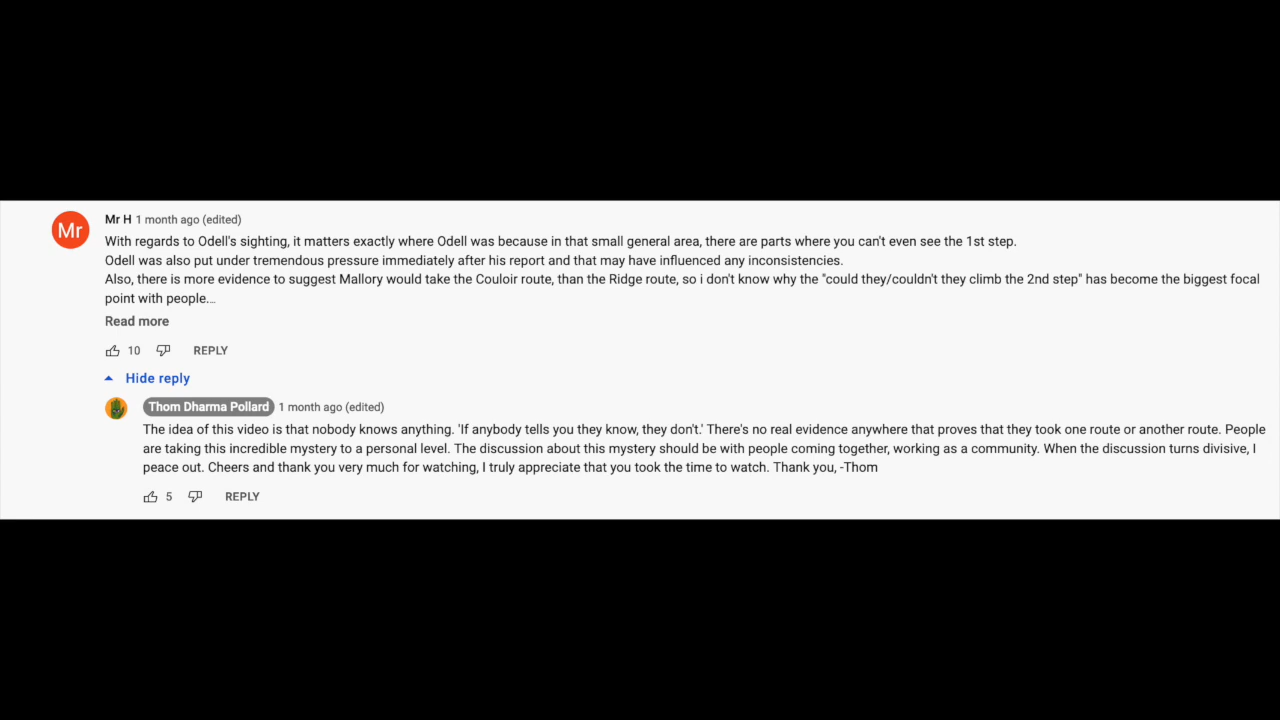 Mr
Mr H 1 month ago (edited)
With regards to Odell's sighting, it matters exactly where Odell was because in that small general area, there are parts where you can't even see the 1st step.
Odell was also put under tremendous pressure immediately after his report and that may have influenced any inconsistencies.
Also, there is more evidence to suggest Mallory would take the Couloir route, than the Ridge route, so i don't know why the "could they/couldn't they climb the 2nd step" has become the biggest focal
point with people...
Read more
10 REPLY
Hide reply
Thom Dharma Pollard 1 month ago (edited)
The idea of this video is that nobody knows anything. 'If anybody tells you they know, they don't.' There's no real evidence anywhere that proves that they took one route or another route. People
are taking this incredible mystery to a personal level. The discussion about this mystery should be with people coming together, working as a community. When the discussion turns divisive, I
peace out. Cheers and thank you very much for watching, I truly appreciate that you took the time to watch. Thank you, -Thom
5 REPLY